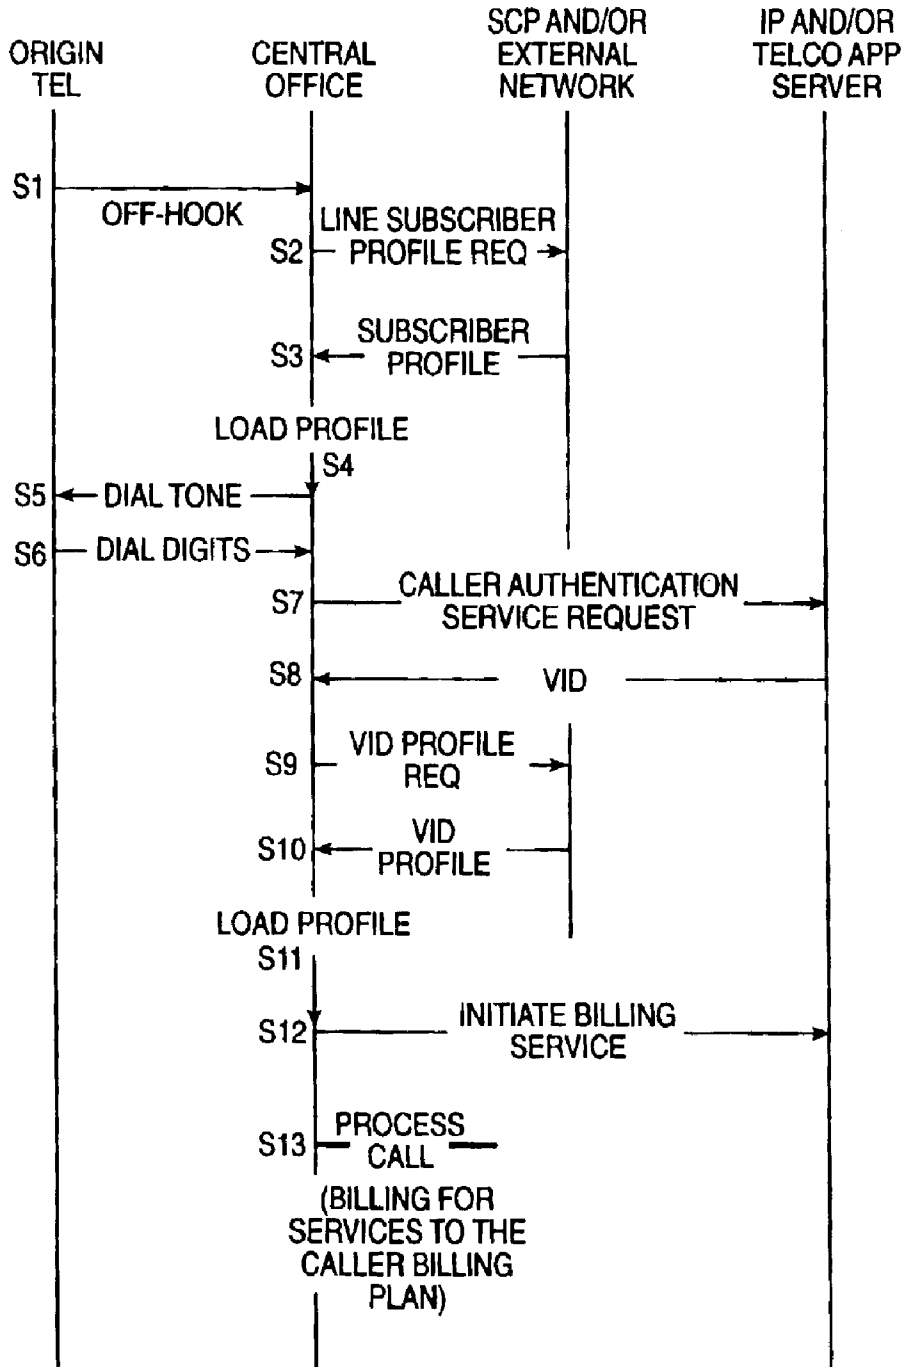 ORIGIN
TEL
CENTRAL
OFFICE
SCP AND/OR
EXTERNAL
NETWORK
IP AND/OR
TELCO APP
SERVER
S1
OFF-HOOK
S2
LINE SUBSCRIBER
PROFILE REQ
S3
SUBSCRIBER
PROFILE
LOAD PROFILE
S4
S5
DIAL TONE
S6
DIAL DIGITS
S7
CALLER AUTHENTICATION
SERVICE REQUEST
S8
VID
S9
VID PROFILE
REQ
S10
VID
PROFILE
LOAD PROFILE
S11
S12
INITIATE BILLING
SERVICE
S13
PROCESS
CALL
(BILLING FOR
SERVICES TO THE
CALLER BILLING
PLAN)